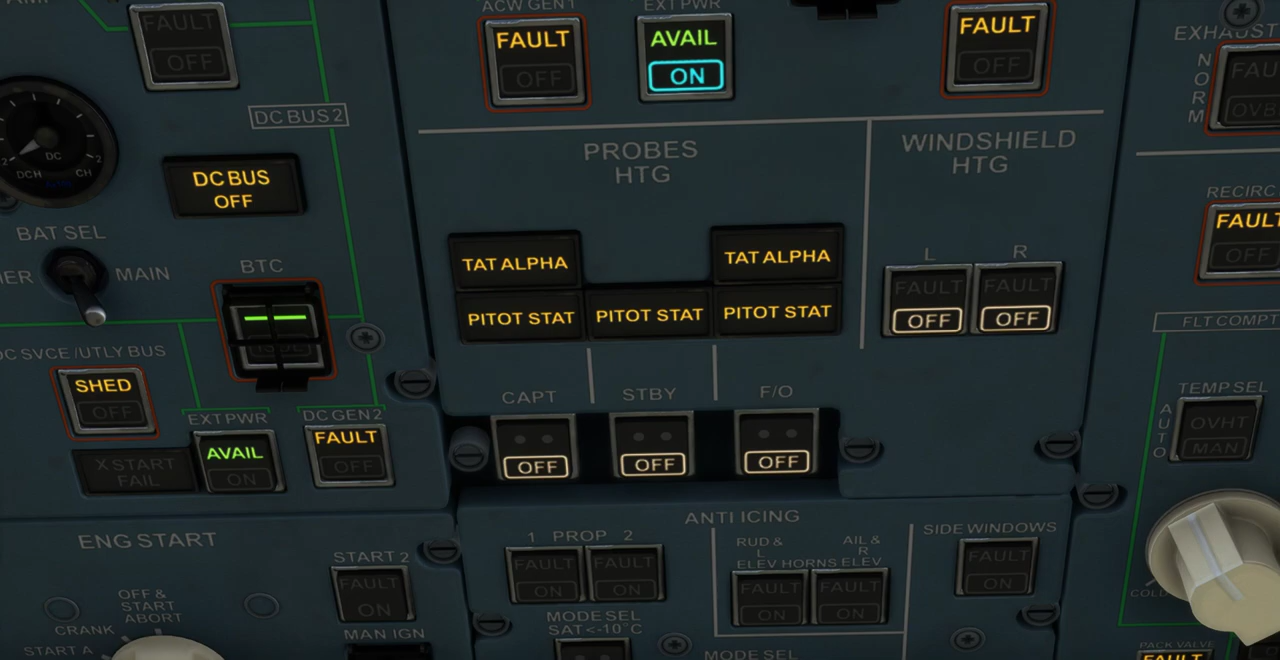 FAULT
OFF
DC BUS 2
DC
DCH
CH
DC BUS
OFF
BAT SEL
MAIN
BTC
DC SVCE/UTLY BUS
SHED
OFF
EXT PWR
AVAIL
ON
DC GEN 2
FAULT
OFF
X START
FAIL
ACW GEN 1
FAULT
OFF
EXT PWR
AVAIL
ON
FAULT
OFF
PROBES
HTG
WINDSHIELD
HTG
TAT ALPHA
TAT ALPHA
PITOT STAT
PITOT STAT
PITOT STAT
L
R
FAULT
OFF
FAULT
OFF
CAPT
STBY
F/O
OFF
OFF
OFF
EXHAUST
NORM
RECIRC
FAULT
OFF
FLT COMPT
TEMP SEL
AUTO
OVHT
MAN
PACK VALVE
FAULT
ENG START
START 2
FAULT
ON
OFF &
START
ABORT
CRANK
START A
MAN IGN
ANTI ICING
1 PROP 2
FAULT
ON
FAULT
ON
MODE SEL
SAT <-10°C
RUD &
L
ELEV HORNS ELEV
AIL &
R
FAULT
ON
FAULT
ON
MODE SEL
SIDE WINDOWS
FAULT
ON